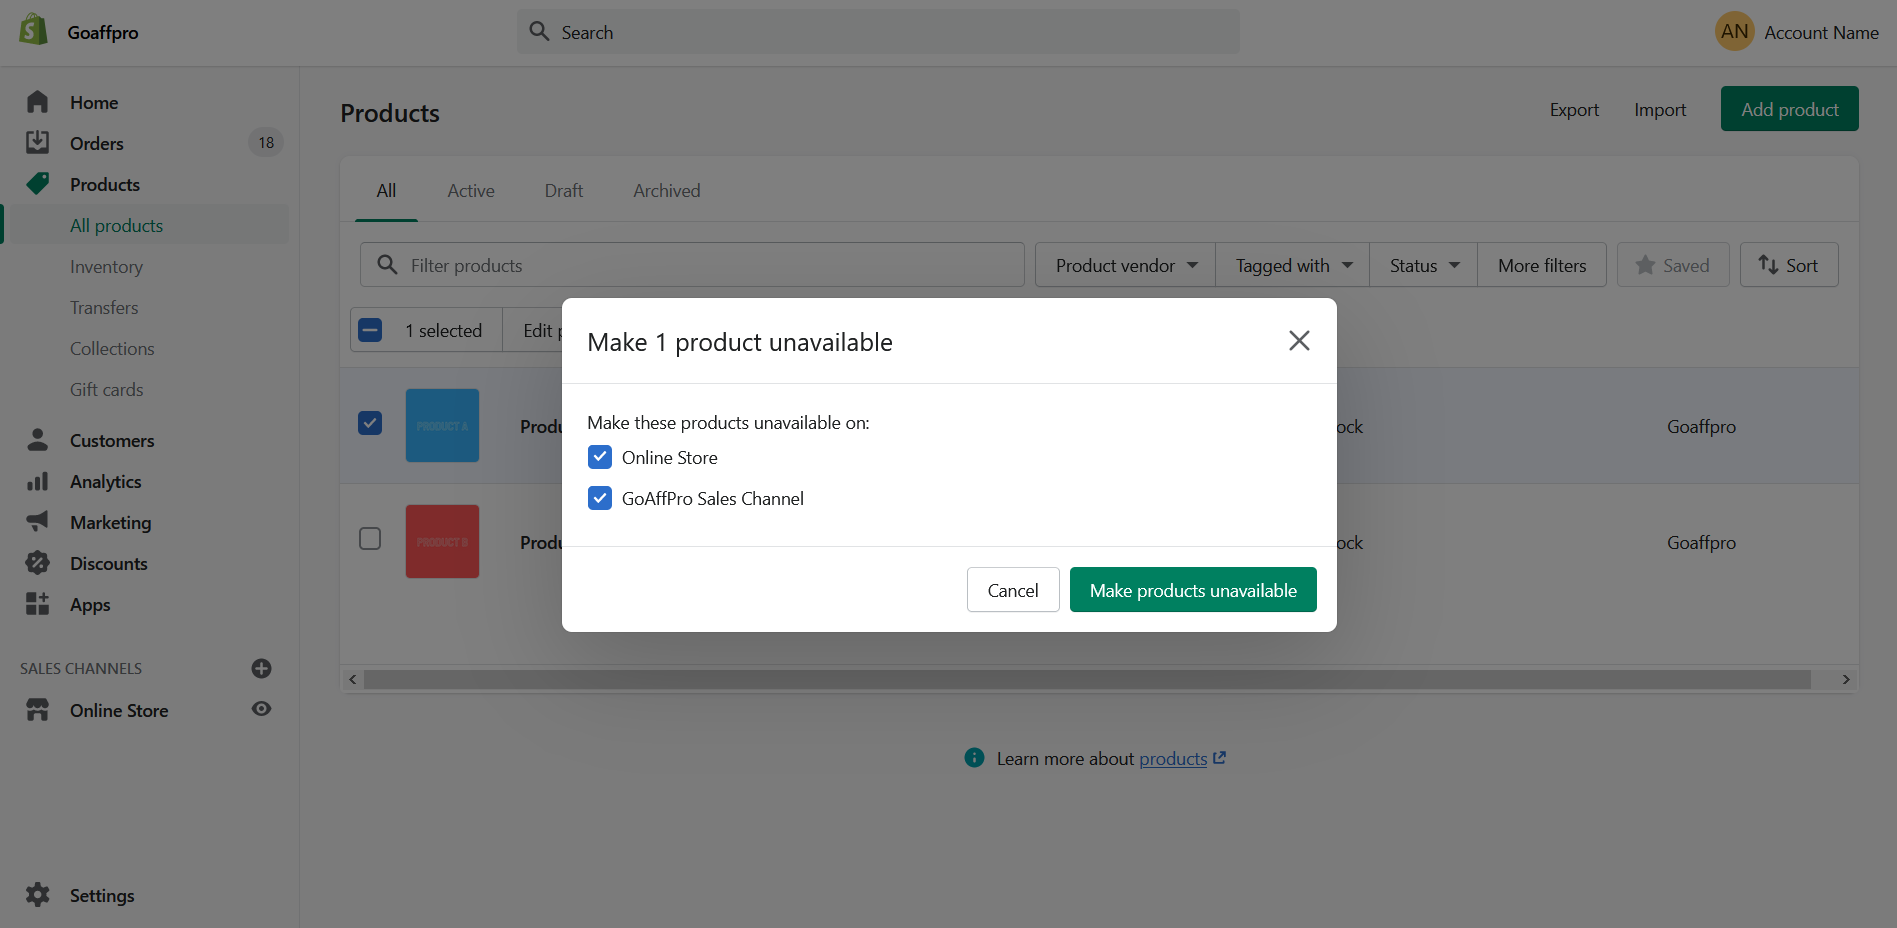 Goaffpro
Search
AN Account Name
Home
Orders 18
Products
All products
Inventory
Transfers
Collections
Gift cards
Customers
Analytics
Marketing
Discounts
Apps
SALES CHANNELS
Online Store
Settings
Products
Export Import Add product
All Active Draft Archived
Filter products Product vendor Tagged with Status More filters Saved Sort
1 selected Edit
PRODUCT A Produ ock Goaffpro
PRODUCT B Produ ock Goaffpro
Make 1 product unavailable
Make these products unavailable on:
Online Store
GoAffPro Sales Channel
Cancel Make products unavailable
Learn more about products